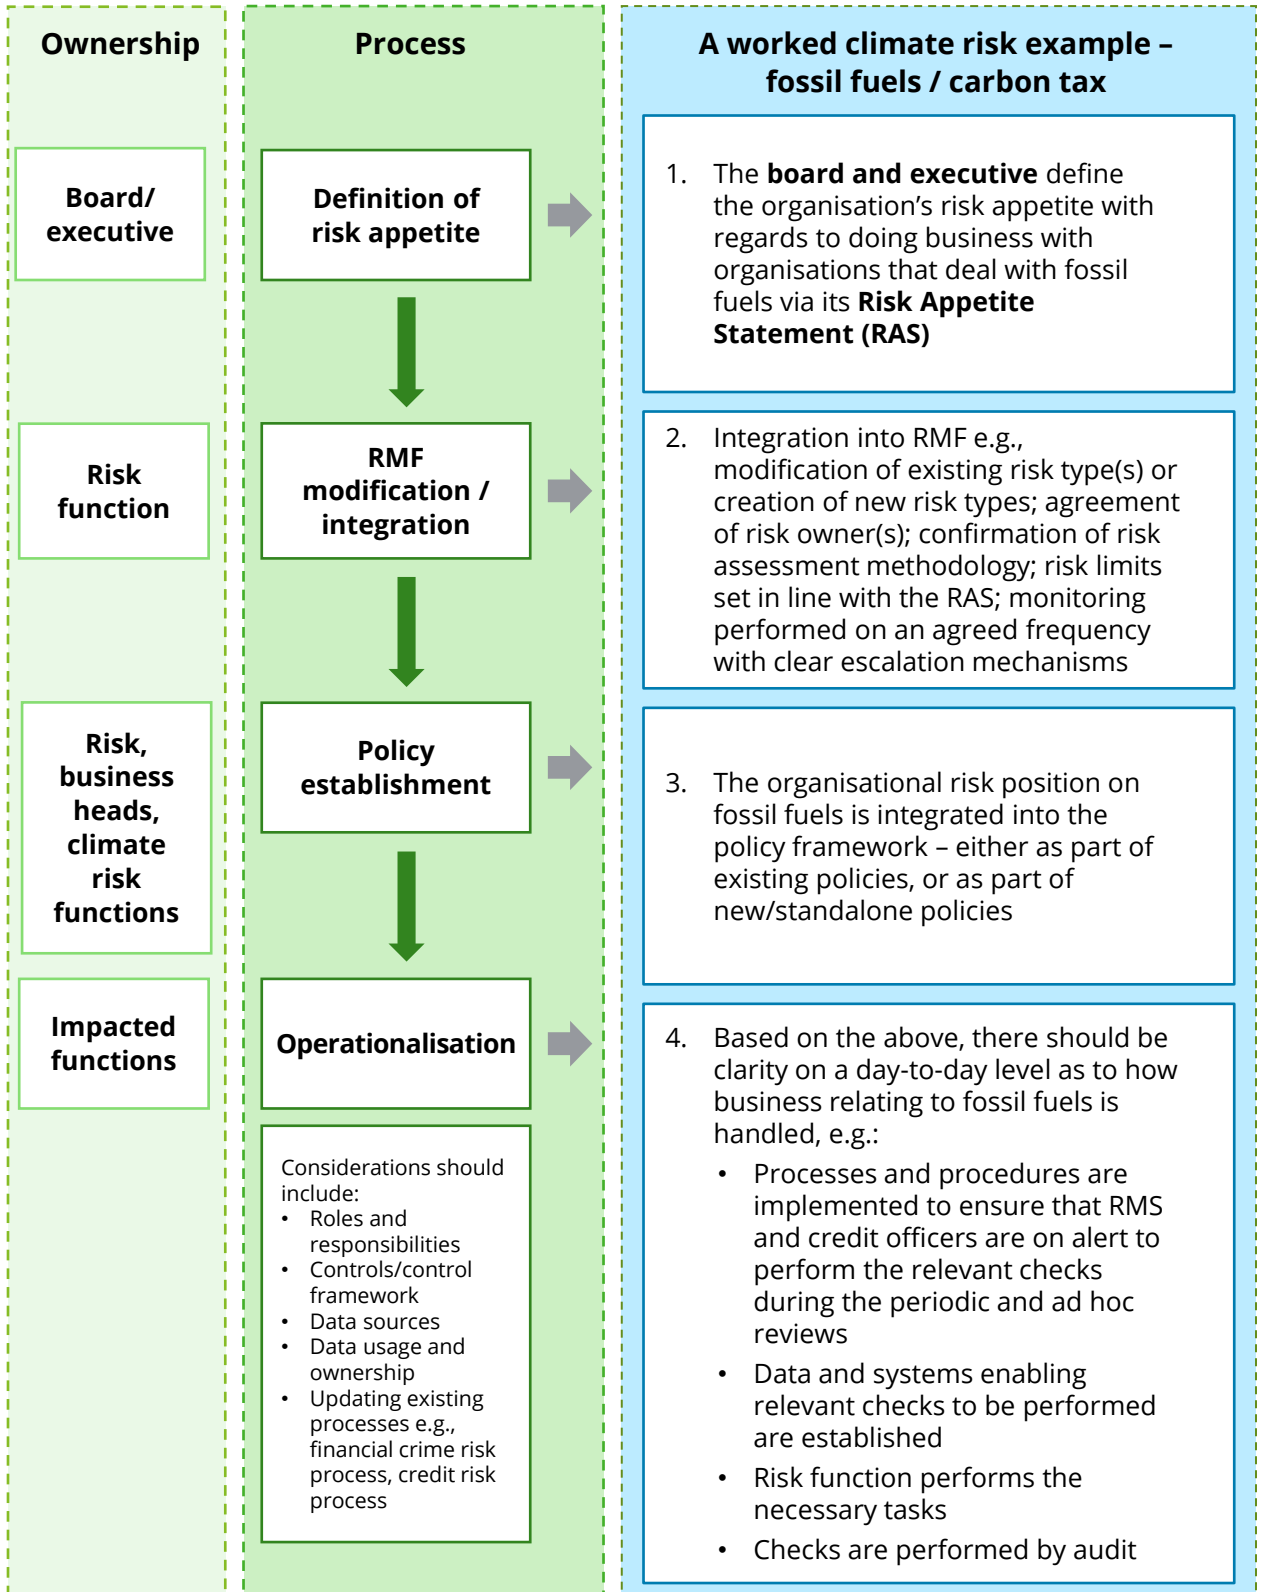 Ownership
Process
A worked climate risk example –
fossil fuels / carbon tax
Board/
executive
Definition of
risk appetite
1. The board and executive define
the organisation’s risk appetite with
regards to doing business with
organisations that deal with fossil
fuels via its Risk Appetite
Statement (RAS)
Risk
function
RMF
modification /
integration
2. Integration into RMF e.g.,
modification of existing risk type(s) or
creation of new risk types; agreement
of risk owner(s); confirmation of risk
assessment methodology; risk limits
set in line with the RAS; monitoring
performed on an agreed frequency
with clear escalation mechanisms
Risk,
business
heads,
climate
risk
functions
Policy
establishment
3. The organisational risk position on
fossil fuels is integrated into the
policy framework – either as part of
existing policies, or as part of
new/standalone policies
Impacted
functions
Operationalisation
Considerations should
include:
• Roles and
responsibilities
• Controls/control
framework
• Data sources
• Data usage and
ownership
• Updating existing
processes e.g.,
financial crime risk
process, credit risk
process
4. Based on the above, there should be
clarity on a day-to-day level as to how
business relating to fossil fuels is
handled, e.g.:
• Processes and procedures are
implemented to ensure that RMS
and credit officers are on alert to
perform the relevant checks
during the periodic and ad hoc
reviews
• Data and systems enabling
relevant checks to be performed
are established
• Risk function performs the
necessary tasks
• Checks are performed by audit